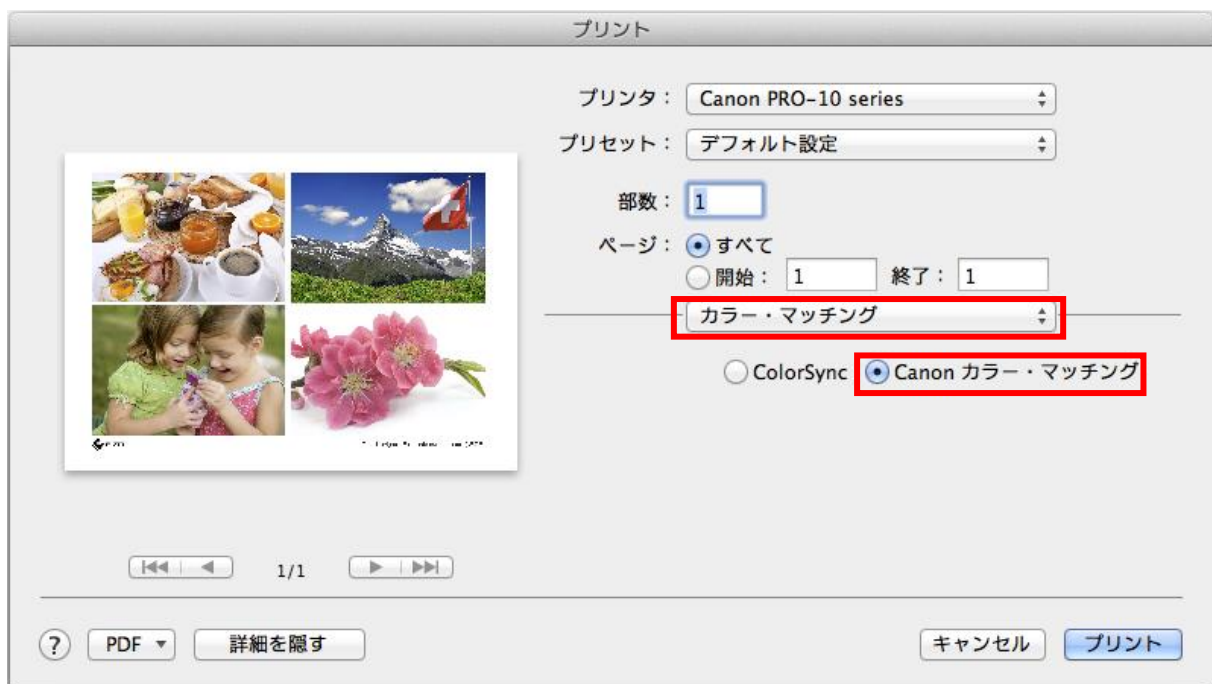 プリント
プリンタ： Canon PRO-10 series
プリセット： デフォルト設定
部数： 1
ページ： すべて
開始： 1 終了： 1
カラー・マッチング
ColorSync Canon カラー・マッチング
1/1
? PDF 詳細を隠す キャンセル プリント